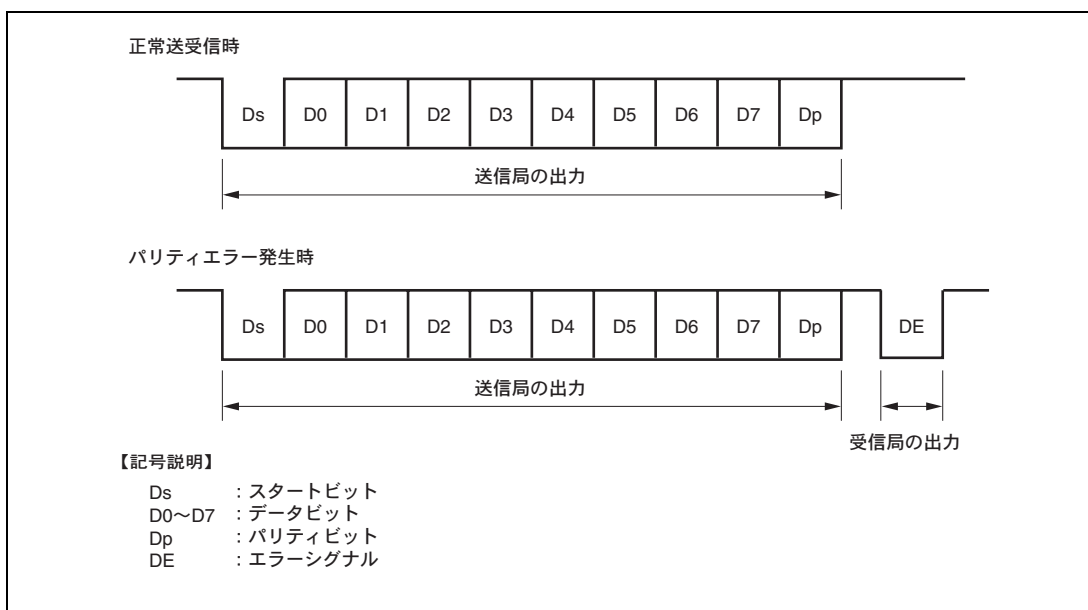 正常送受信時
Ds D0 D1 D2 D3 D4 D5 D6 D7 Dp
送信局の出力
パリティエラー発生時
Ds D0 D1 D2 D3 D4 D5 D6 D7 Dp DE
送信局の出力
受信局の出力
【記号説明】
Ds : スタートビット
D0～D7 : データビット
Dp : パリティビット
DE : エラーシグナル